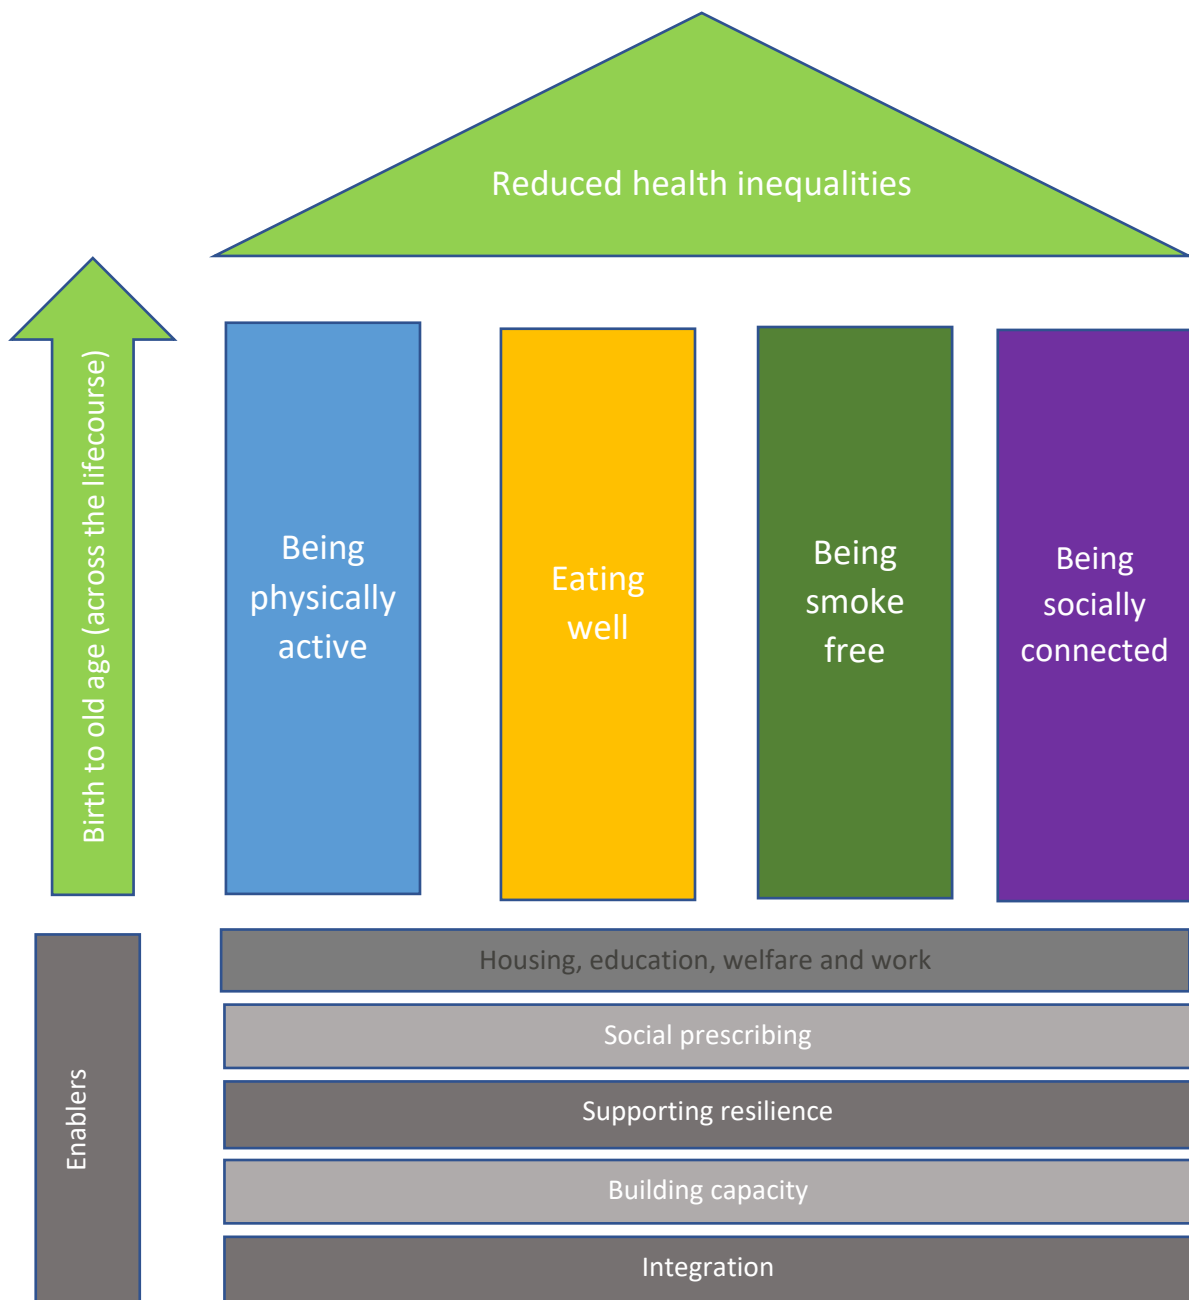 Reduced health inequalities
Birth to old age (across the lifecourse)
Being
physically
active
Eating
well
Being
smoke
free
Being
socially
connected
Enablers
Housing, education, welfare and work
Social prescribing
Supporting resilience
Building capacity
Integration